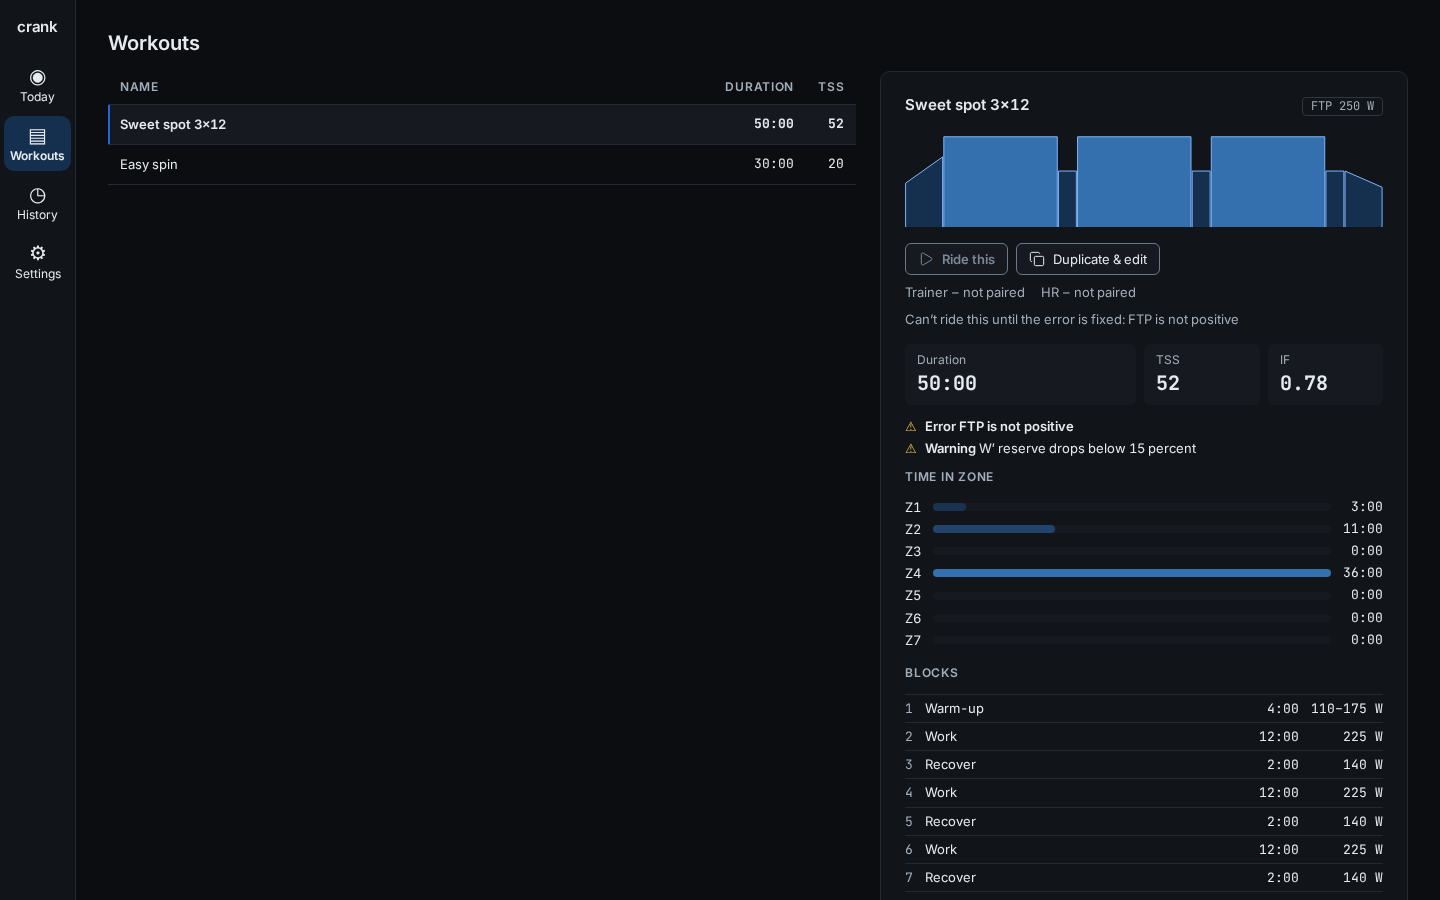 crank
Today
Workouts
History
Settings
Workouts
NAME DURATION TSS
Sweet spot 3×12 50:00 52
Easy spin 30:00 20
Sweet spot 3×12 FTP 250 W
Ride this Duplicate & edit
Trainer – not paired HR – not paired
Can’t ride this until the error is fixed: FTP is not positive
Duration TSS IF
50:00 52 0.78
Error FTP is not positive
Warning W′ reserve drops below 15 percent
TIME IN ZONE
Z1 3:00
Z2 11:00
Z3 0:00
Z4 36:00
Z5 0:00
Z6 0:00
Z7 0:00
BLOCKS
1 Warm-up 4:00 110–175 W
2 Work 12:00 225 W
3 Recover 2:00 140 W
4 Work 12:00 225 W
5 Recover 2:00 140 W
6 Work 12:00 225 W
7 Recover 2:00 140 W